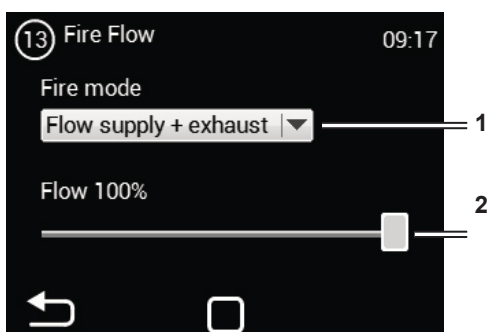 13 Fire Flow 09:17
Fire mode
Flow supply + exhaust 1
Flow 100%
2